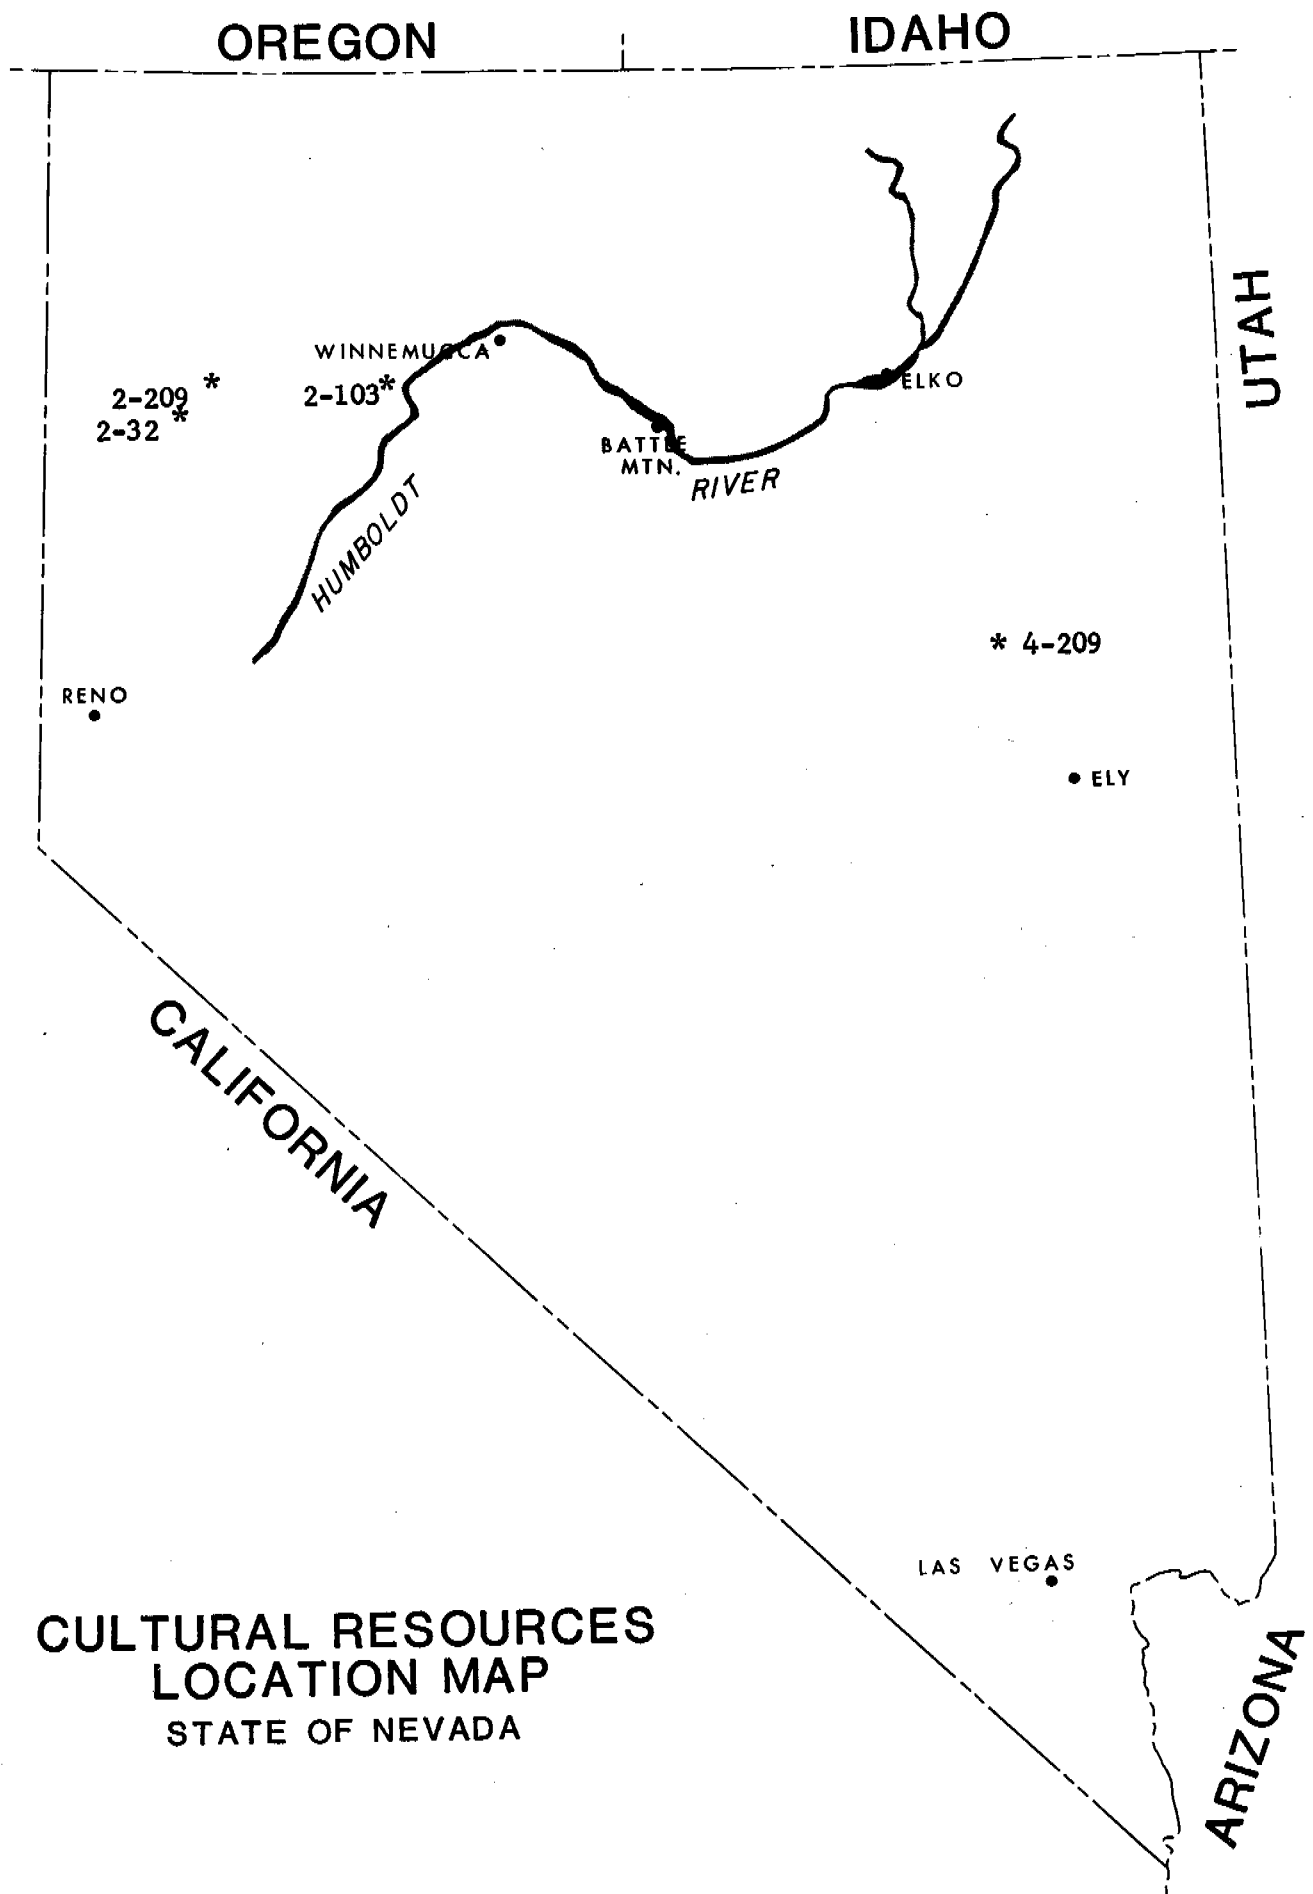 OREGON
IDAHO
UTAH
WINNEMUCCA
2-209 *
2-103*
2-32 *
ELKO
BATTLE
MTN.
RIVER
HUMBOLDT
* 4-209
RENO
ELY
CALIFORNIA
LAS VEGAS
ARIZONA
CULTURAL RESOURCES
LOCATION MAP
STATE OF NEVADA